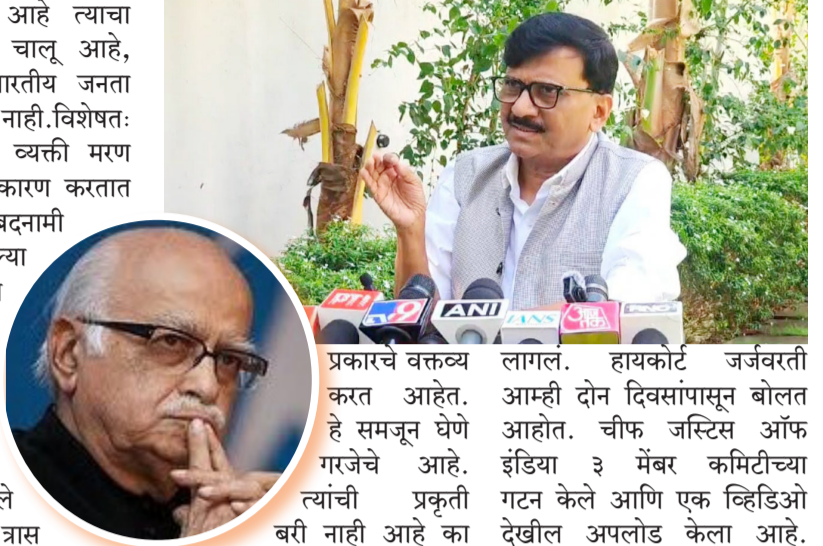 आहे त्याचा
चालू आहे,
भारतीय जनता
नाही.विशेषतः
व्यक्ती मरण
कारण करतात
बदनामी
PTI
TV9
ANI
IANS
आज तक
प्रकारचे वक्तव्य
करत आहेत.
हे समजून घेणे
गरजेचे आहे.
त्यांची प्रकृती
बरी नाही आहे का
त्रास
लागलं. हायकोर्ट जर्जवरती
आम्ही दोन दिवसांपासून बोलत
आहोत. चीफ जस्टिस ऑफ
इंडिया ३ मेंबर कमिटीच्या
गटन केले आणि एक व्हिडिओ
देखील अपलोड केला आहे.